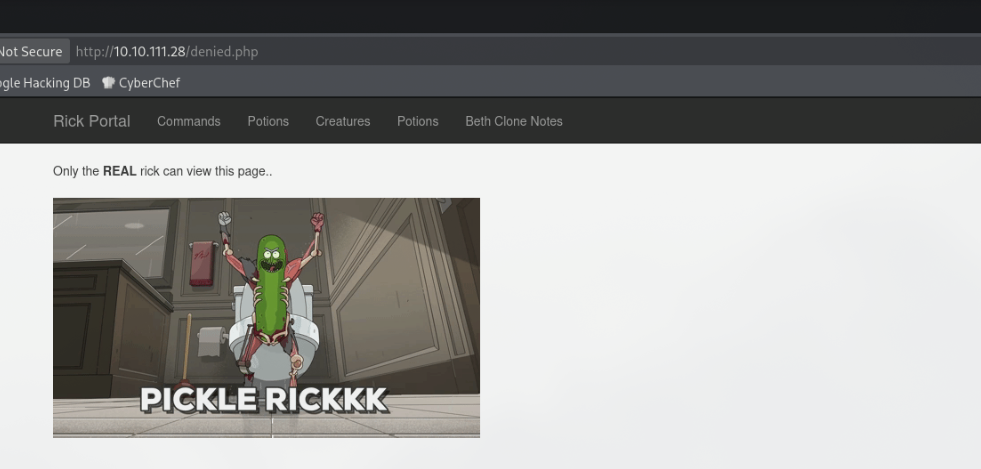 Not Secure http://10.10.111.28/denied.php
ogle Hacking DB CyberChef
Rick Portal Commands Potions Creatures Potions Beth Clone Notes
Only the REAL rick can view this page..
PICKLE RICKKK